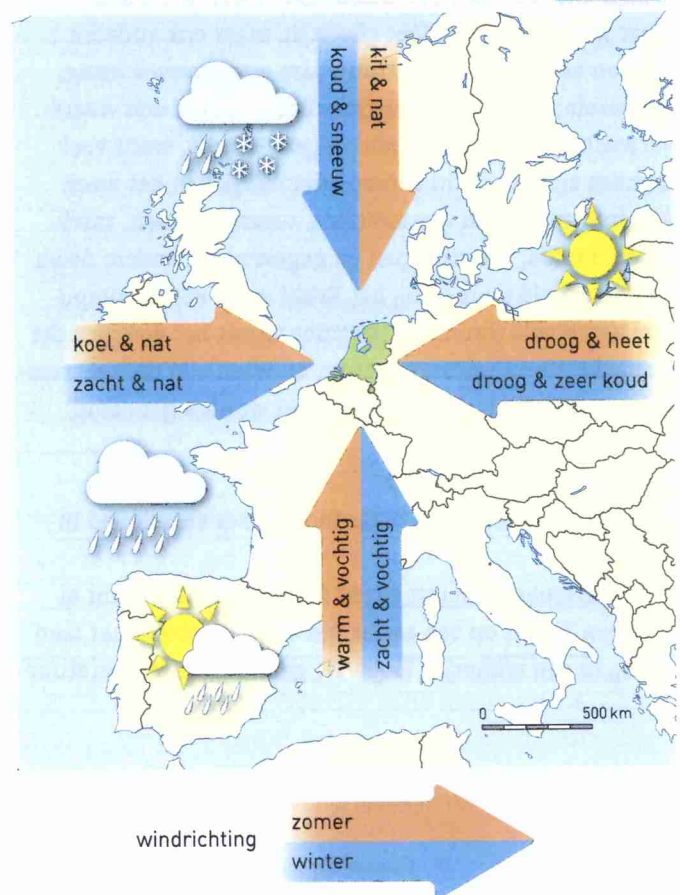 koud & sneeuw
kil & nat
koel & nat
zacht & nat
droog & heet
droog & zeer koud
warm & vochtig
zacht & vochtig
0 500 km
windrichting
zomer
winter